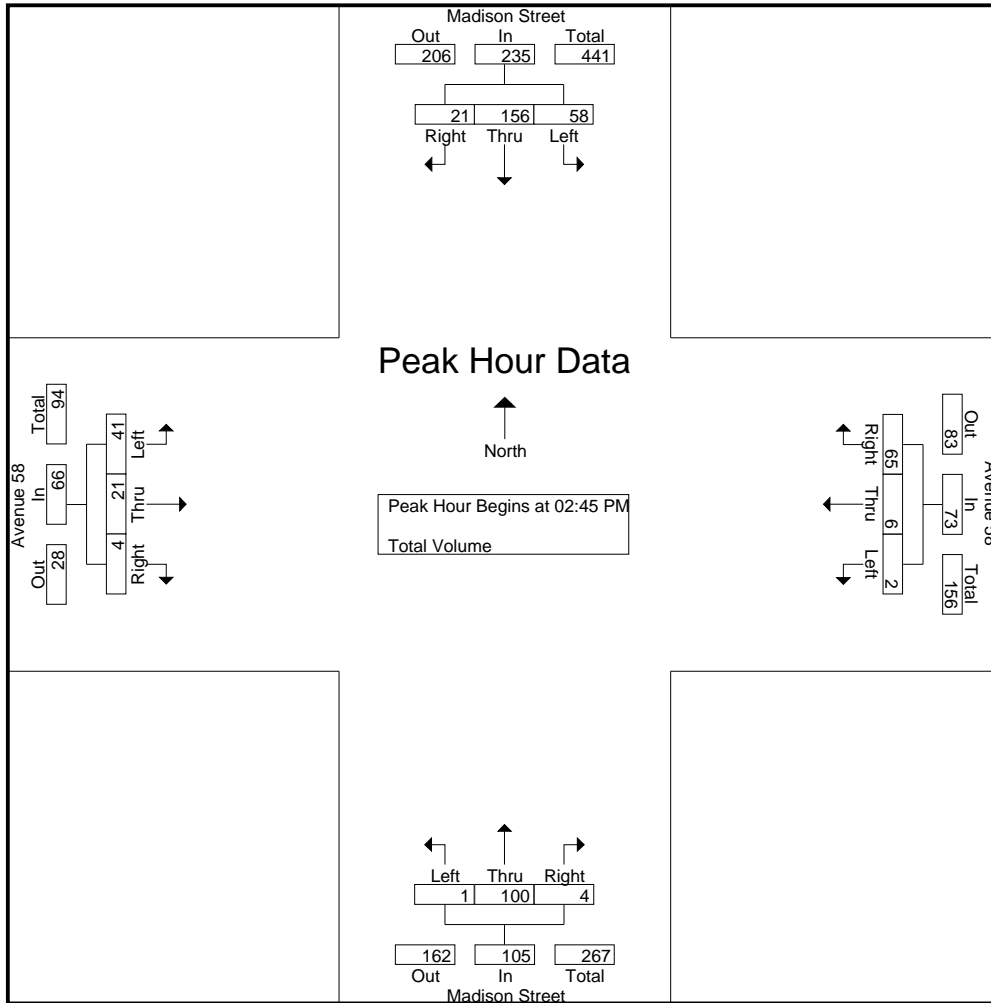 Madison Street
Out In Total
206 235 441
21 156 58
Right Thru Left
Peak Hour Data
North
Peak Hour Begins at 02:45 PM
Total Volume
Avenue 58
Total In Out
94 66 28
41 21 4
Left Thru Right
Right Thru Left
65 6 2
Out In Total
83 73 156
Avenue 58
Left Thru Right
1 100 4
162 105 267
Out In Total
Madison Street